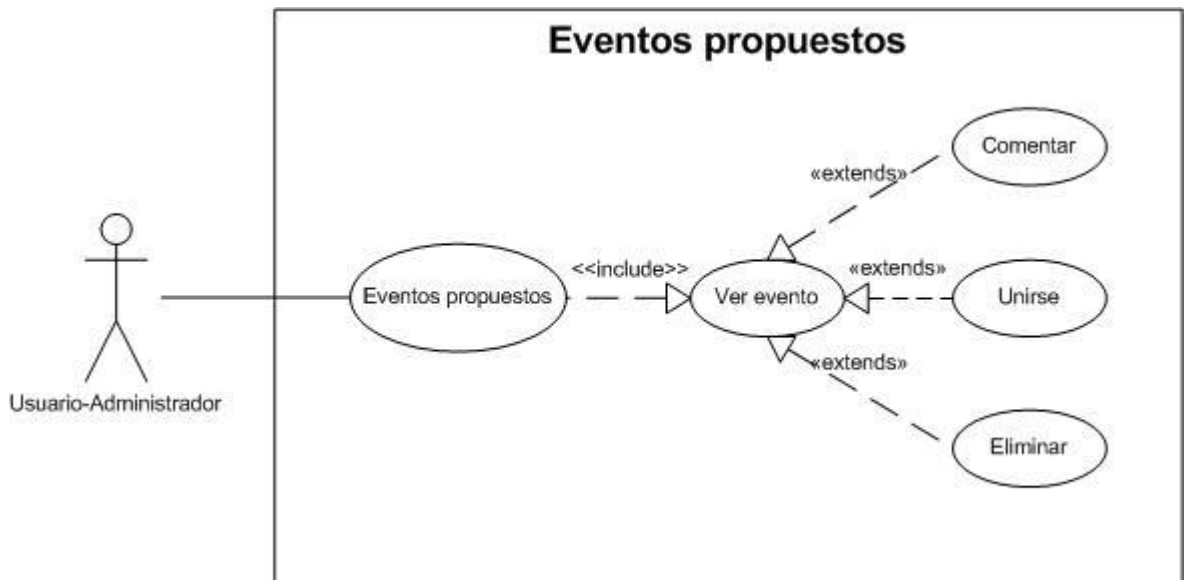 Eventos propuestos
Comentar
«extends»
<<include>>
«extends»
Eventos propuestos
Ver evento
Unirse
«extends»
Usuario-Administrador
Eliminar